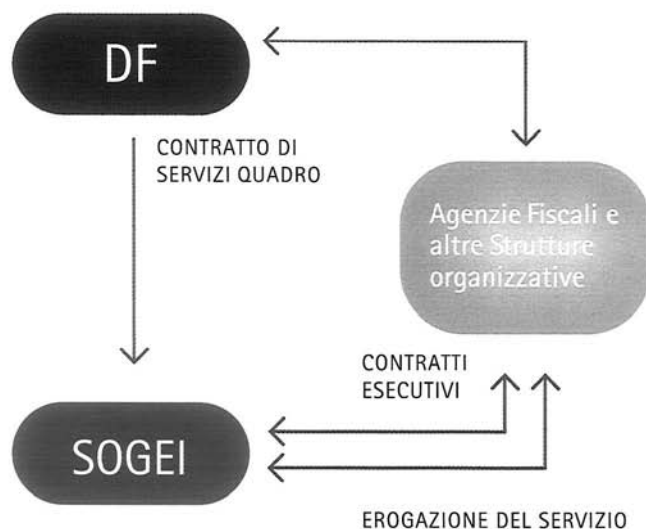 DF
CONTRATTO DI
SERVIZI QUADRO
Agenzie Fiscali e
altre Strutture
organizzative
CONTRATTI
ESECUTIVI
SOGEI
EROGAZIONE DEL SERVIZIO